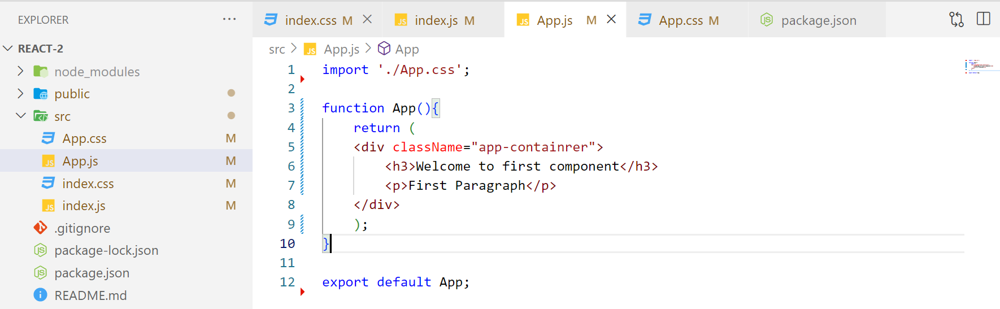 EXPLORER ...
REACT-2
node_modules
public
src
App.css M
App.js M
index.css M
index.js M
.gitignore
package-lock.json
package.json
README.md
index.css M index.js M App.js M App.css M package.json
src > JS App.js > App
1 import './App.css';
2
3 function App(){
4 return (
5 <div className="app-containrer">
6 <h3>Welcome to first component</h3>
7 <p>First Paragraph</p>
8 </div>
9 );
10 }
11
12 export default App;